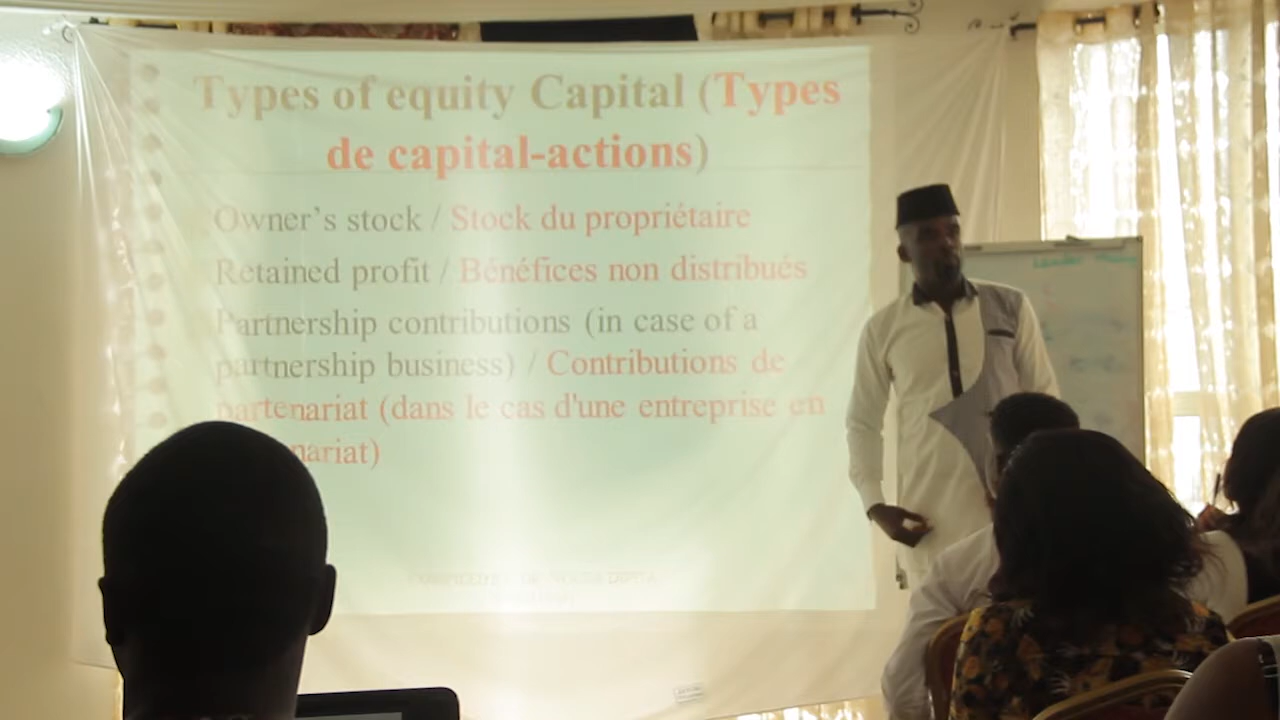 Types of equity Capital (Types
de capital-actions)
Owner's stock / Stock du propriétaire
Retained profit / Bénéfices non distribués
Partnership contributions (in case of a
partnership business) / Contributions de
partenariat (dans le cas d'une entreprise en
nariat)